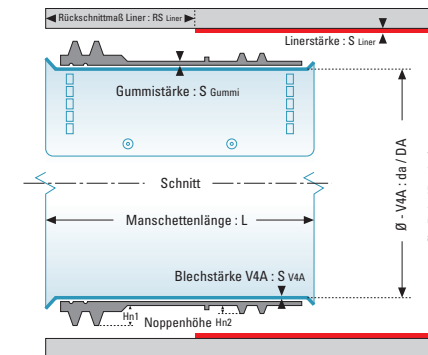 Rückschnittmaß Liner : RS Liner
Linerstärke : S Liner
Gummistärke : S Gummi
Schnitt
Manschettenlänge : L
Ø - V4A : da / DA
Blechstärke V4A : S V4A
Hn1 Noppenhöhe Hn2